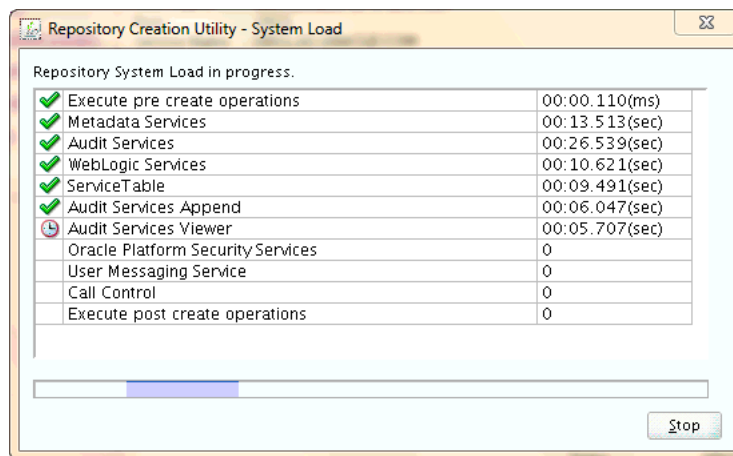 Repository Creation Utility - System Load
Repository System Load in progress.
Execute pre create operations 00:00.110(ms)
Metadata Services 00:13.513(sec)
Audit Services 00:26.539(sec)
WebLogic Services 00:10.621(sec)
ServiceTable 00:09.491(sec)
Audit Services Append 00:06.047(sec)
Audit Services Viewer 00:05.707(sec)
Oracle Platform Security Services 0
User Messaging Service 0
Call Control 0
Execute post create operations 0
Stop